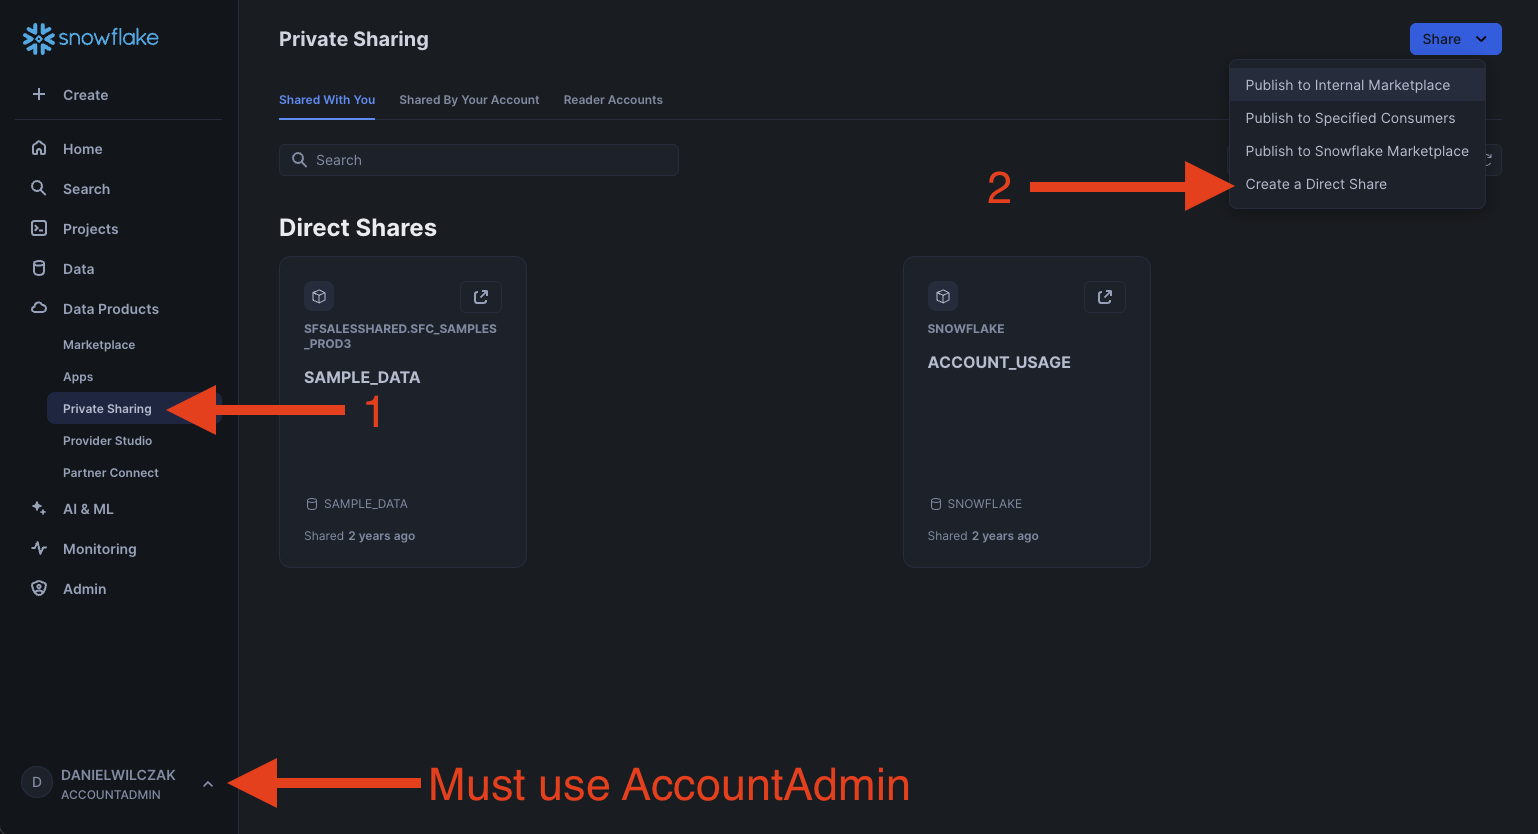 snowflake
Create
Home
Search
Projects
Data
Data Products
Marketplace
Apps
Private Sharing
Provider Studio
Partner Connect
AI & ML
Monitoring
Admin
D
DANIELWILCZAK
ACCOUNTADMIN
Private Sharing
Share
Shared With You
Shared By Your Account
Reader Accounts
Publish to Internal Marketplace
Publish to Specified Consumers
Publish to Snowflake Marketplace
Create a Direct Share
Search
2
Direct Shares
SFSALESSHARED.SFC_SAMPLES
_PROD3
SAMPLE_DATA
SAMPLE_DATA
Shared 2 years ago
SNOWFLAKE
ACCOUNT_USAGE
SNOWFLAKE
Shared 2 years ago
1
Must use AccountAdmin